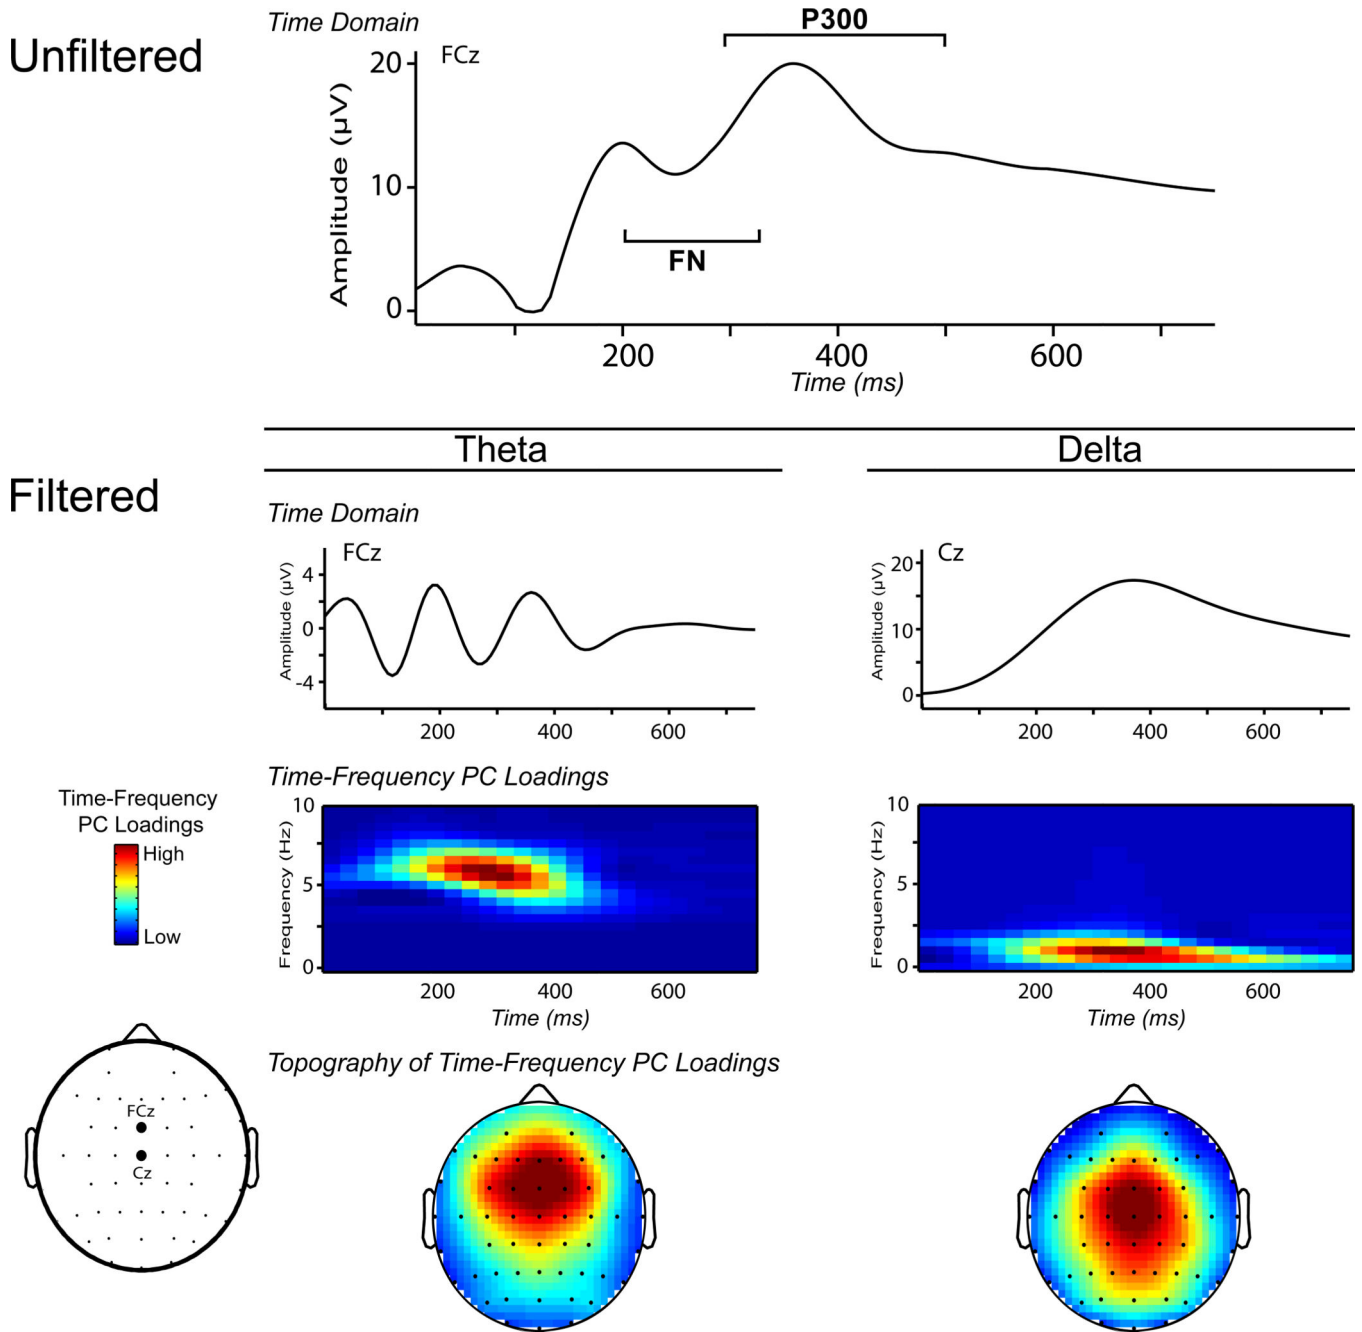 Unfiltered
Time Domain
P300
FCz
Amplitude (µV)
20
10
0
FN
200 400 600
Time (ms)
Theta Delta
Filtered
Time Domain
FCz
Amplitude (µV)
4
0
-4
200 400 600
Cz
Amplitude (µV)
20
10
0
200 400 600
Time-Frequency PC Loadings
Time-Frequency
PC Loadings
High
Low
Frequency (Hz)
10
5
0
200 400 600
Time (ms)
Frequency (Hz)
10
5
0
200 400 600
Time (ms)
Topography of Time-Frequency PC Loadings
FCz
Cz